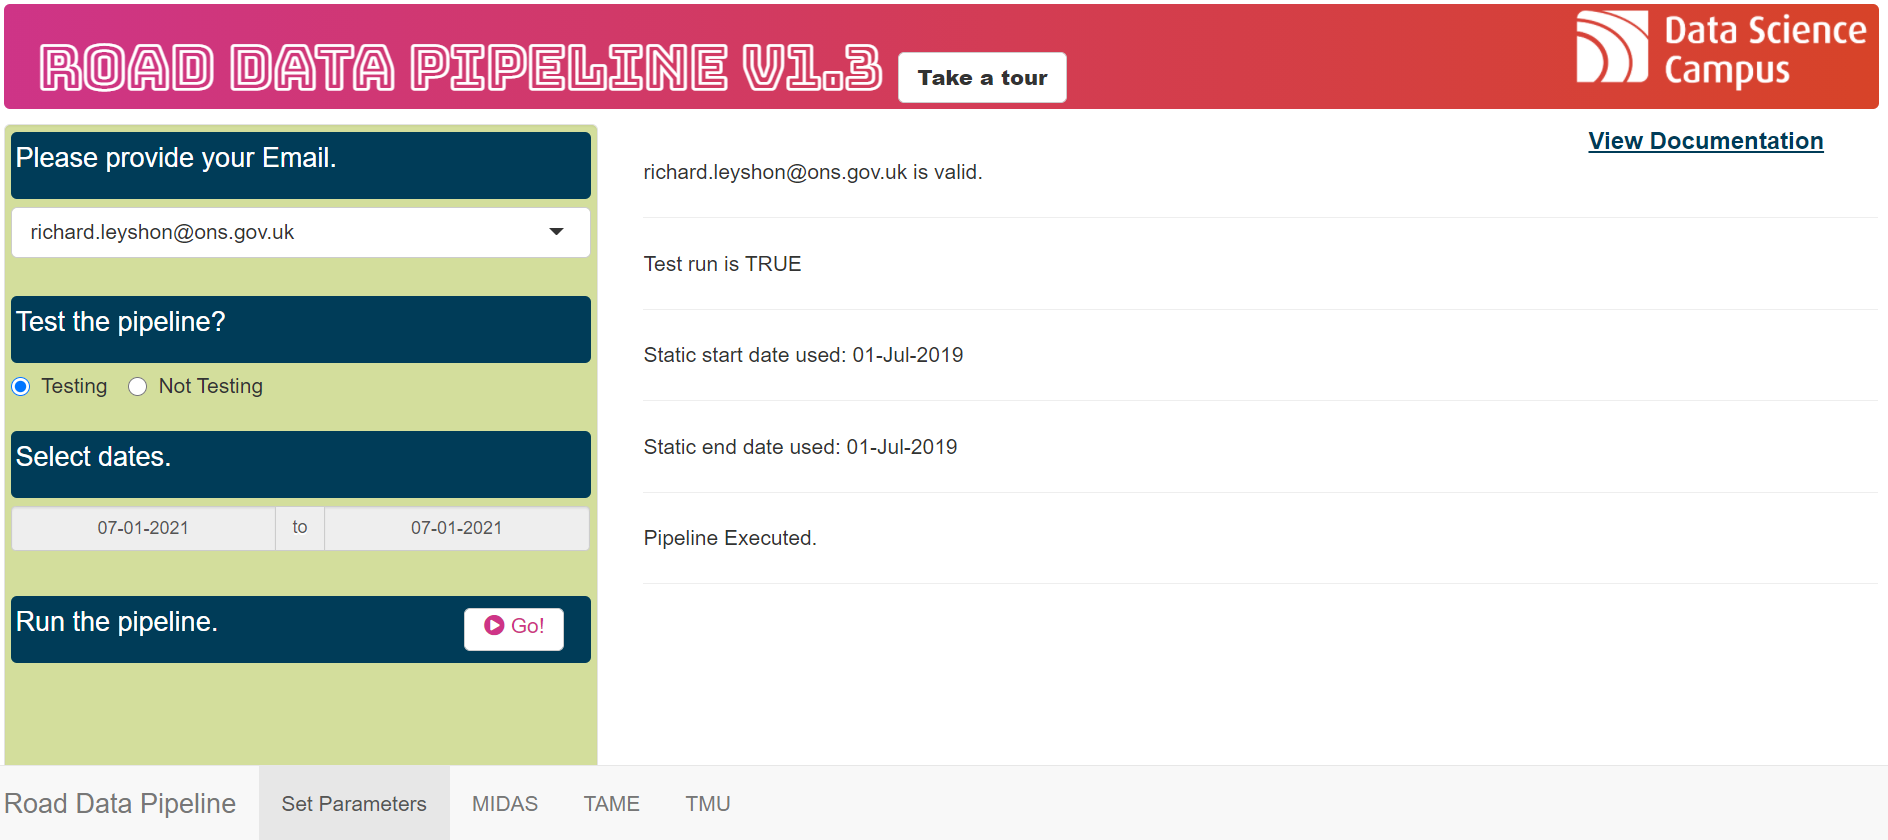 ROAD DATA PIPELINE V1.3
Take a tour
Data Science
Campus
View Documentation
Please provide your Email.
richard.leyshon@ons.gov.uk
Test the pipeline?
Testing Not Testing
Select dates.
07-01-2021 to 07-01-2021
Run the pipeline.
Go!
richard.leyshon@ons.gov.uk is valid.
Test run is TRUE
Static start date used: 01-Jul-2019
Static end date used: 01-Jul-2019
Pipeline Executed.
Road Data Pipeline Set Parameters MIDAS TAME TMU